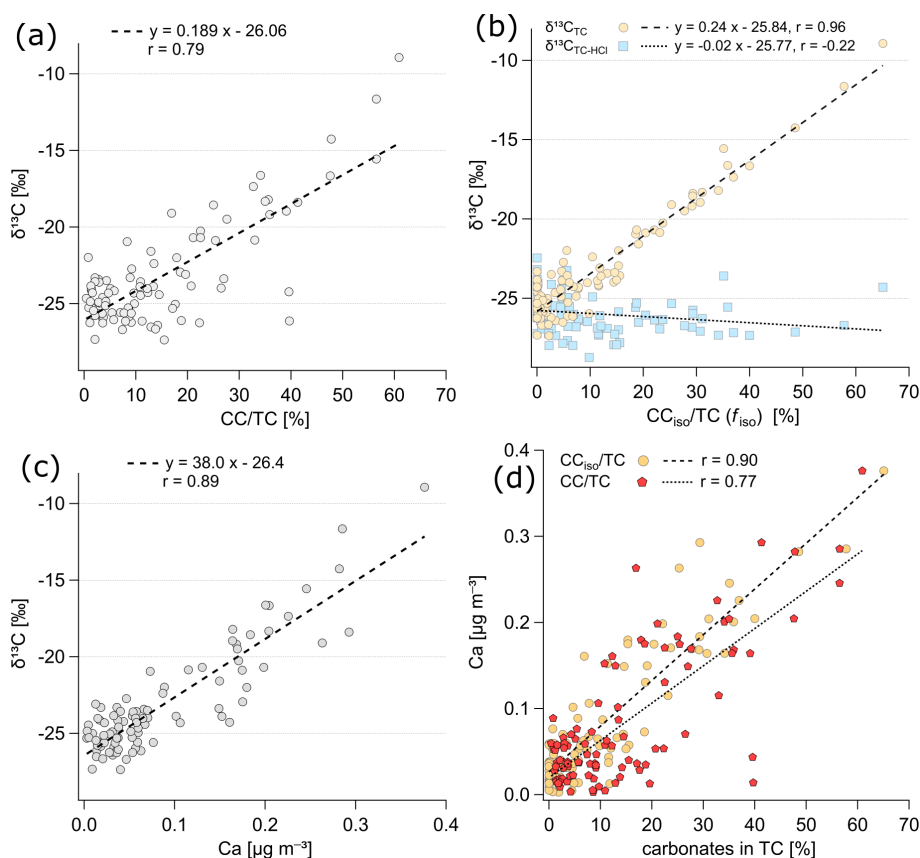 (a)
y = 0.189 x - 26.06
r = 0.79
-10
-15
-20
-25
δ¹³C [‰]
0
10
20
30
40
50
60
70
CC/TC [%]
(b)
δ¹³C_TC
y = 0.24 x - 25.84, r = 0.96
δ¹³C_TC-HCl
y = -0.02 x - 25.77, r = -0.22
-10
-15
-20
-25
δ¹³C [‰]
0
10
20
30
40
50
60
70
CC_iso/TC (f_iso) [%]
(c)
y = 38.0 x - 26.4
r = 0.89
-10
-15
-20
-25
δ¹³C [‰]
0.0
0.1
0.2
0.3
0.4
Ca [µg m⁻³]
(d)
CC_iso/TC
r = 0.90
CC/TC
r = 0.77
0.4
0.3
0.2
0.1
0.0
Ca [µg m⁻³]
0
10
20
30
40
50
60
70
carbonates in TC [%]